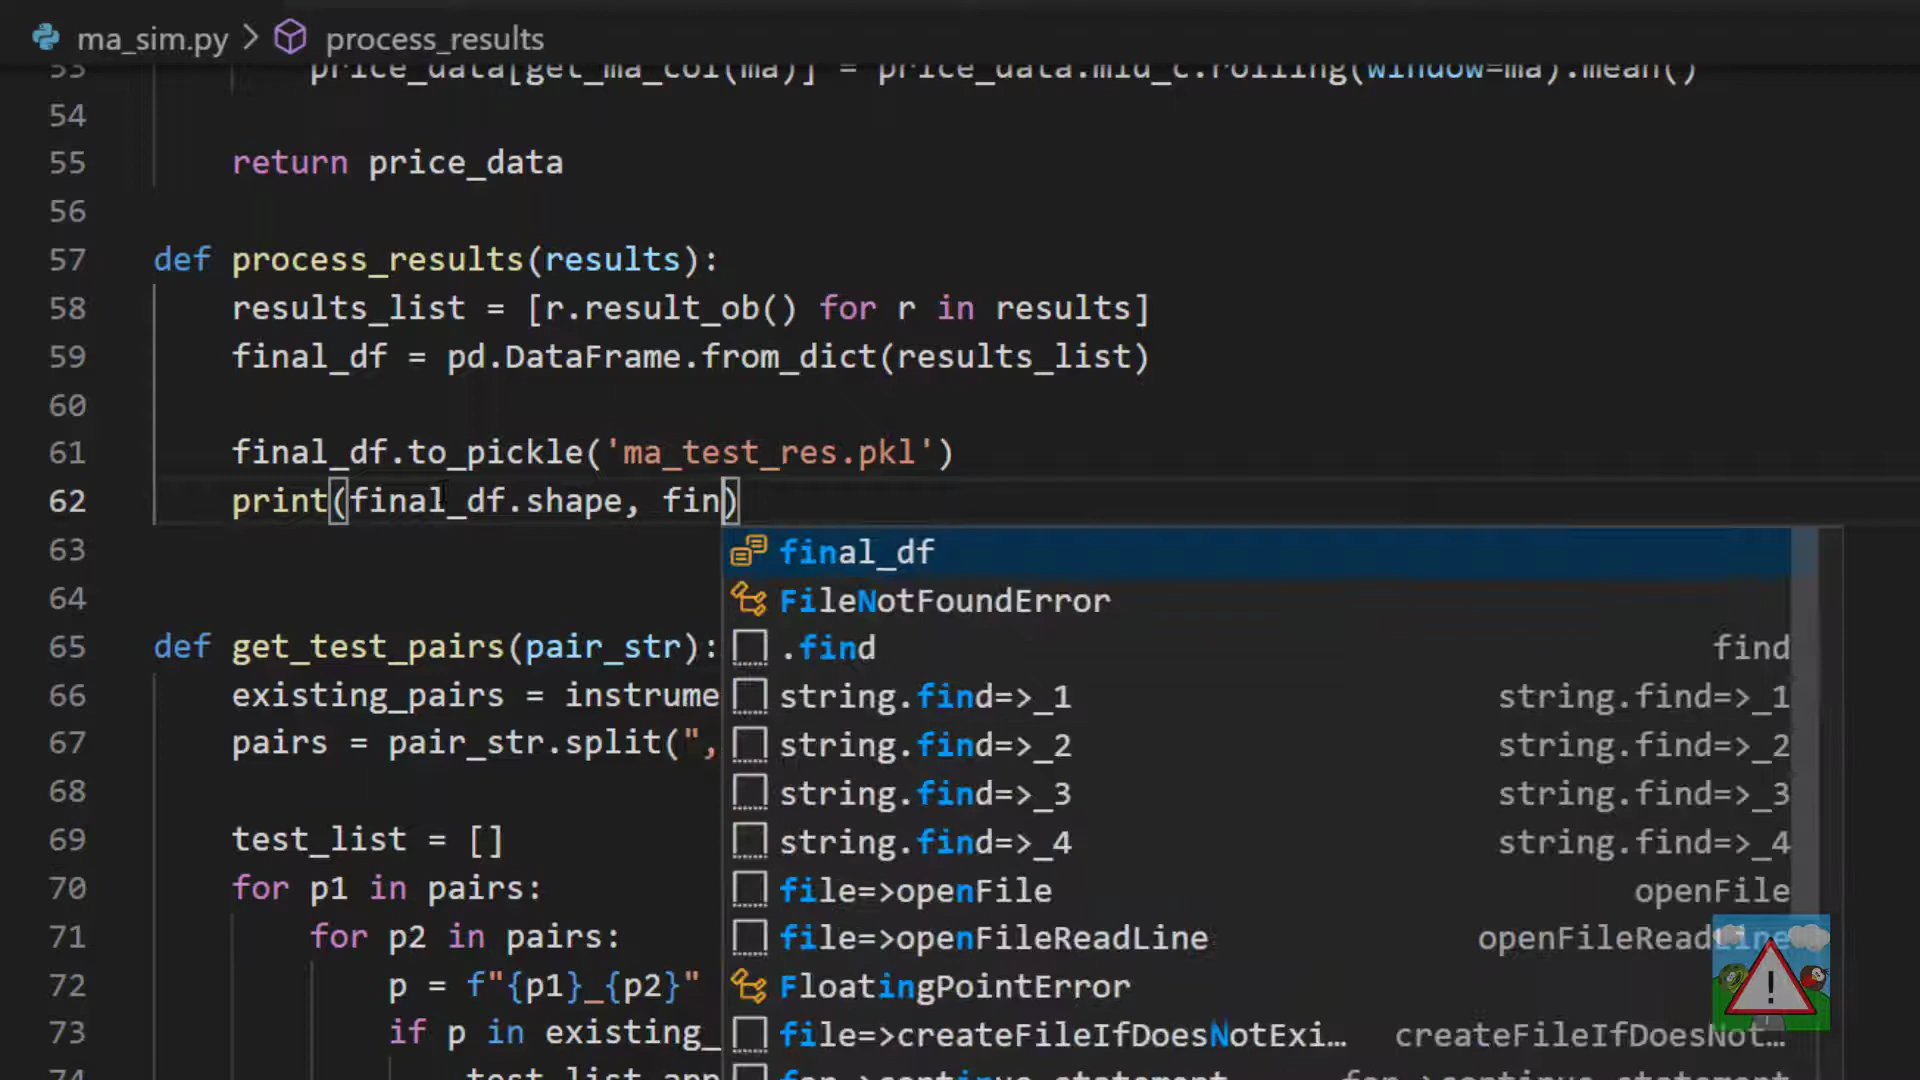 ma_sim.py > process_results
53 price_data[get_ma_col(ma)] = price_data.mid_c.rolling(window=ma).mean()
54
55 return price_data
56
57 def process_results(results):
58 results_list = [r.result_ob() for r in results]
59 final_df = pd.DataFrame.from_dict(results_list)
60
61 final_df.to_pickle('ma_test_res.pkl')
62 print(final_df.shape, fin)
63 final_df
64 FileNotFoundError
65 def get_test_pairs(pair_str): .find find
66 existing_pairs = instrume string.find=>_1 string.find=>_1
67 pairs = pair_str.split(", string.find=>_2 string.find=>_2
68 string.find=>_3 string.find=>_3
69 test_list = [] string.find=>_4 string.find=>_4
70 for p1 in pairs: file=>openFile openFile
71 for p2 in pairs: file=>openFileReadLine openFileReadLine
72 p = f"{p1}_{p2}" FloatingPointError
73 if p in existing_ file=>createFileIfDoesNotExi… createFileIfDoesNot…
74 test_list.app for=>continue statement for=>continue statement